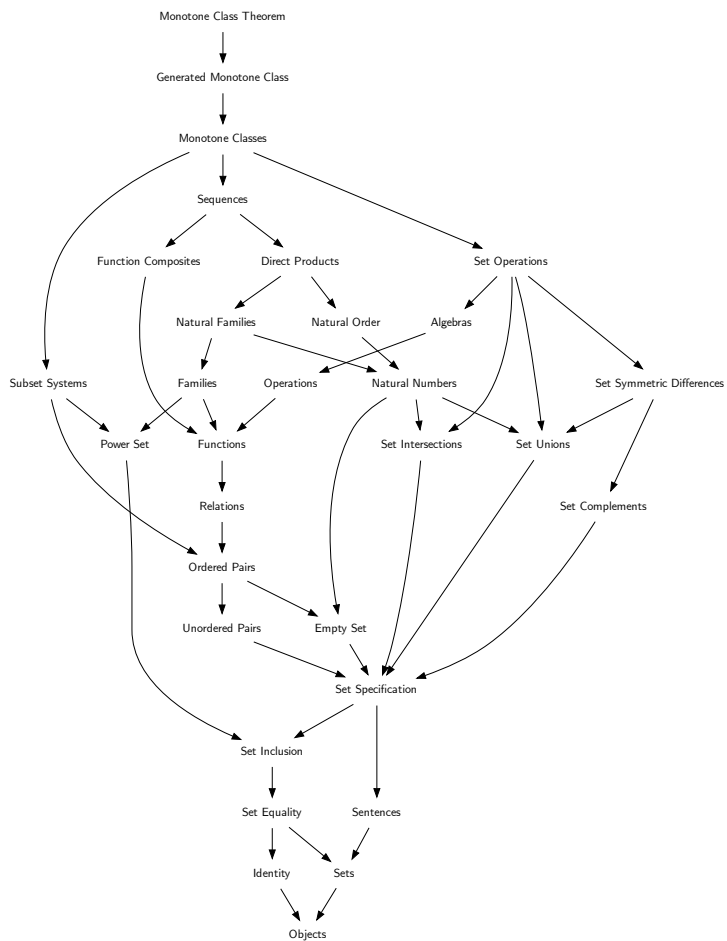 Monotone Class Theorem
Generated Monotone Class
Monotone Classes
Sequences
Function Composites
Direct Products
Set Operations
Natural Families
Natural Order
Algebras
Subset Systems
Families
Operations
Natural Numbers
Set Symmetric Differences
Power Set
Functions
Set Intersections
Set Unions
Relations
Set Complements
Ordered Pairs
Unordered Pairs
Empty Set
Set Specification
Set Inclusion
Set Equality
Sentences
Identity
Sets
Objects